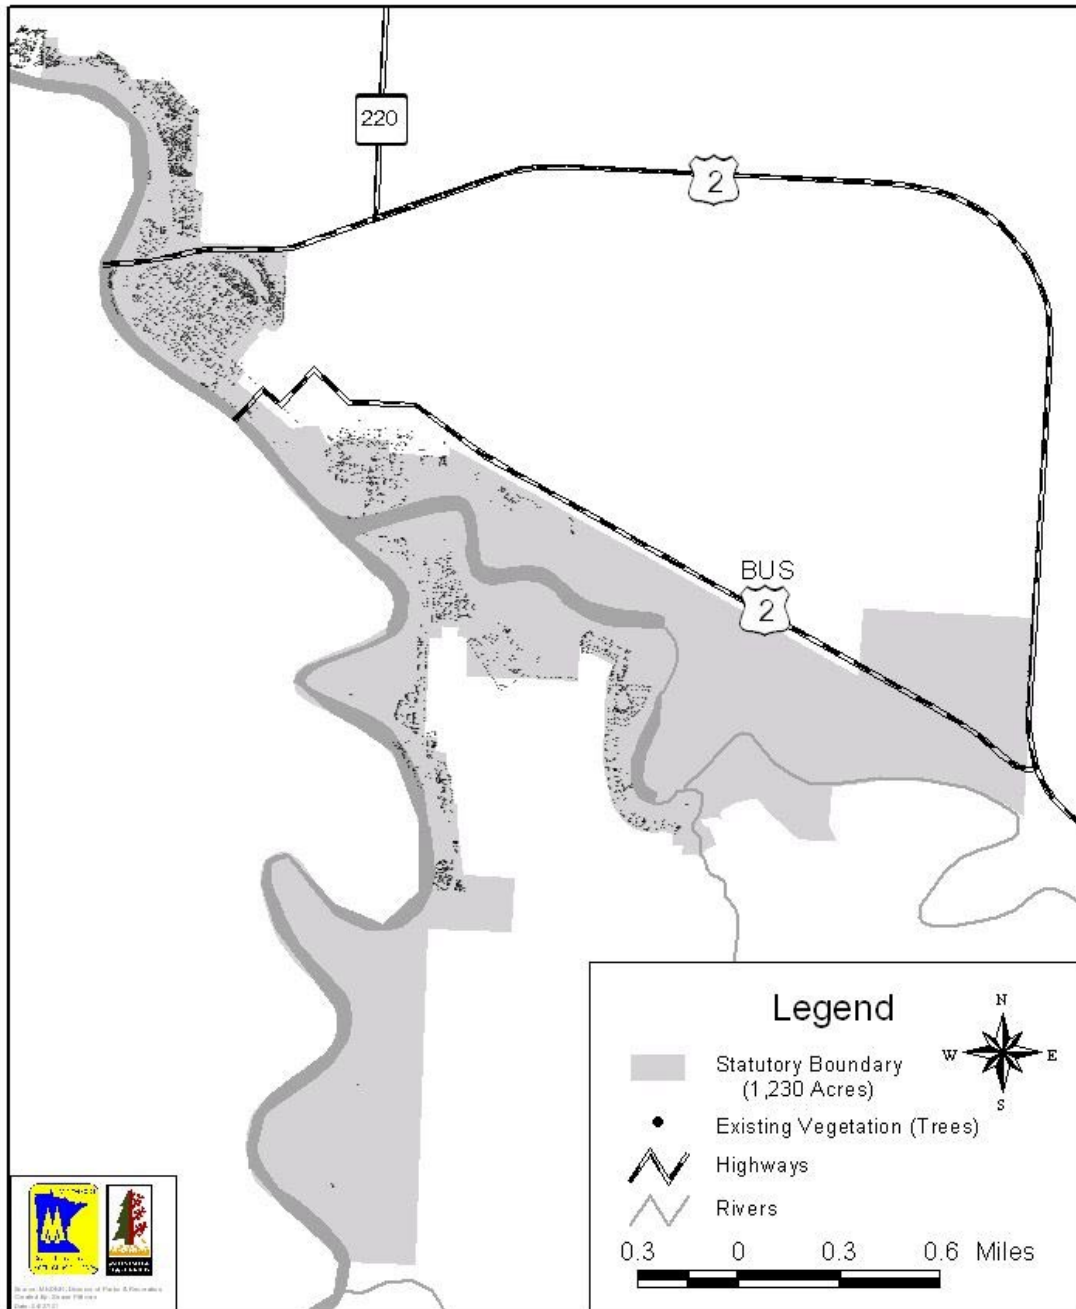 220
2
BUS
2
Legend
N
W E
S
Statutory Boundary
(1,230 Acres)
Existing Vegetation (Trees)
Highways
Rivers
0.3 0 0.3 0.6 Miles